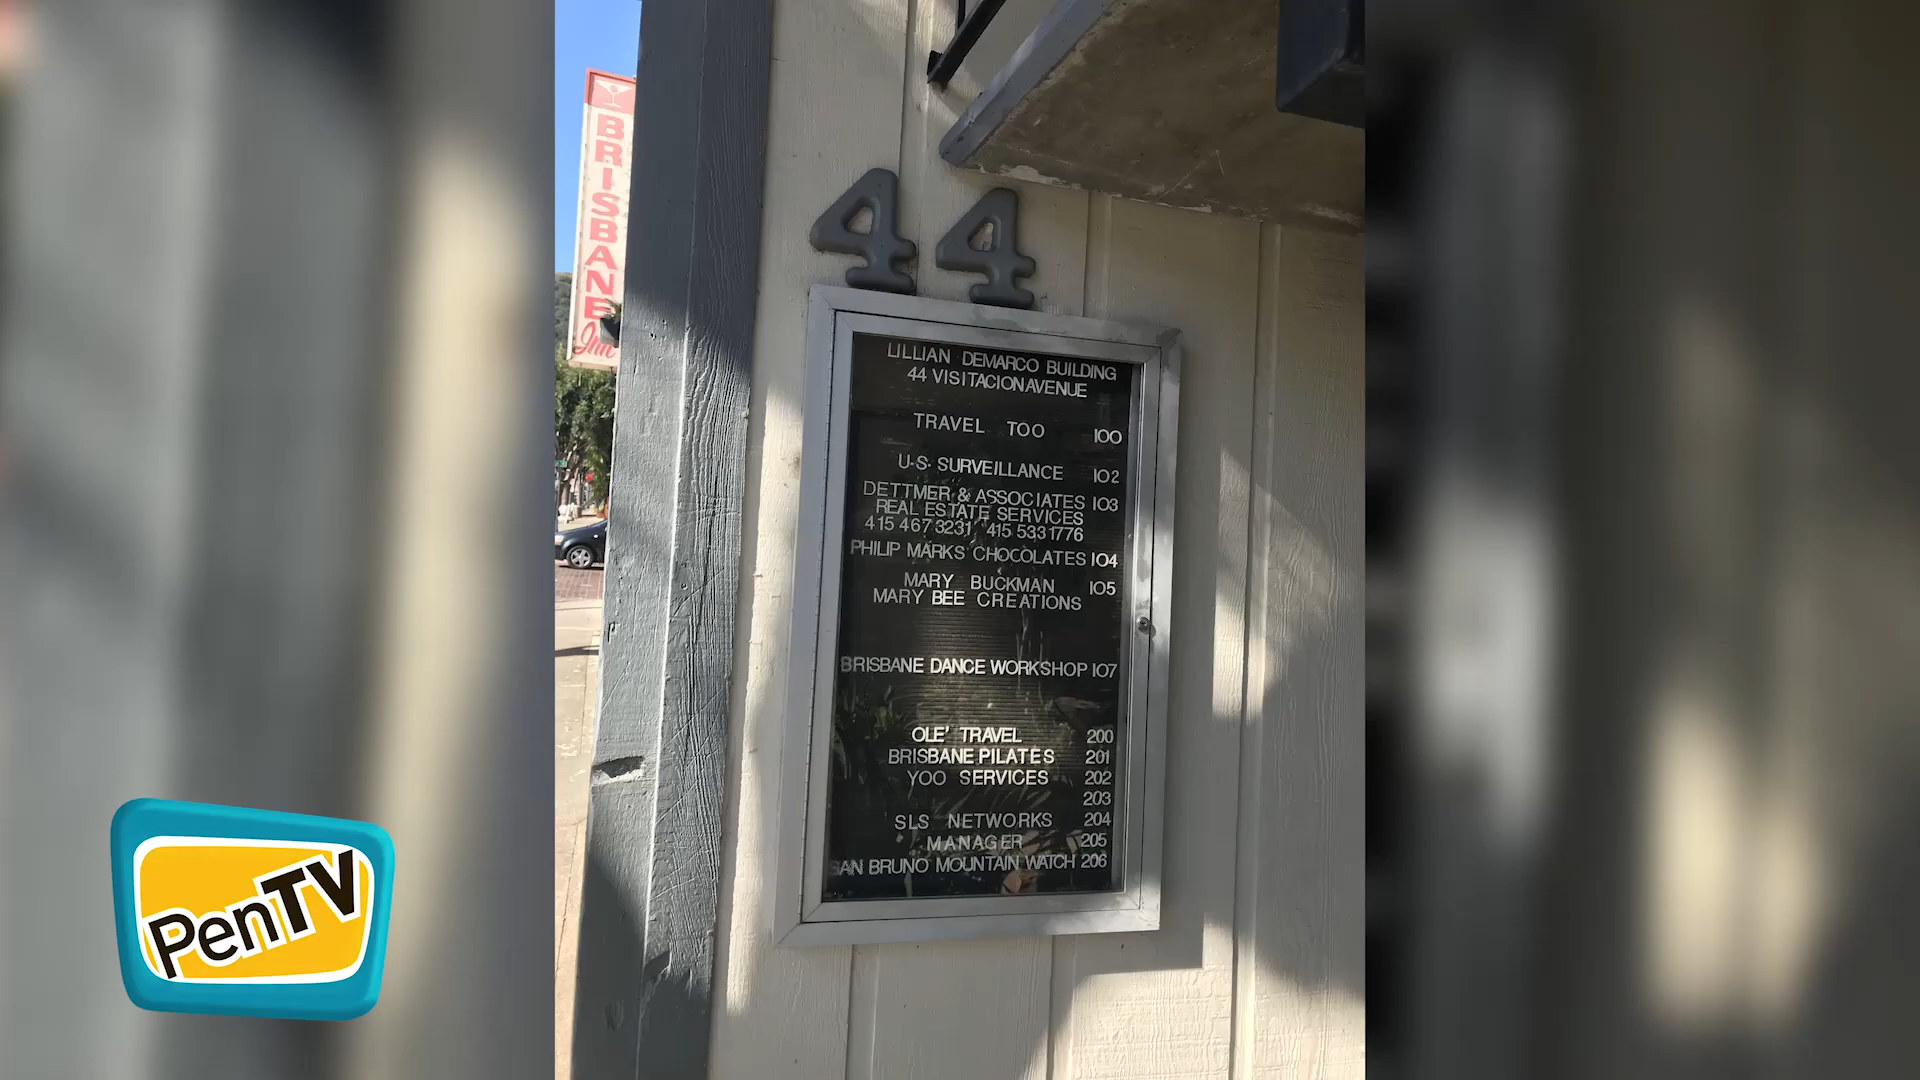 BRISBANE
Inn
44
LILLIAN DEMARCO BUILDING
44 VISITACION AVENUE
TRAVEL TOO 100
U.S. SURVEILLANCE 102
DETTMER & ASSOCIATES 103
REAL ESTATE SERVICES
415 467 3231 415 533 1776
PHILIP MARKS CHOCOLATES 104
MARY BUCKMAN 105
MARY BEE CREATIONS
BRISBANE DANCE WORKSHOP 107
OLE' TRAVEL 200
BRISBANE PILATES 201
YOO SERVICES 202
203
SLS NETWORKS 204
MANAGER 205
SAN BRUNO MOUNTAIN WATCH 206
PenTV